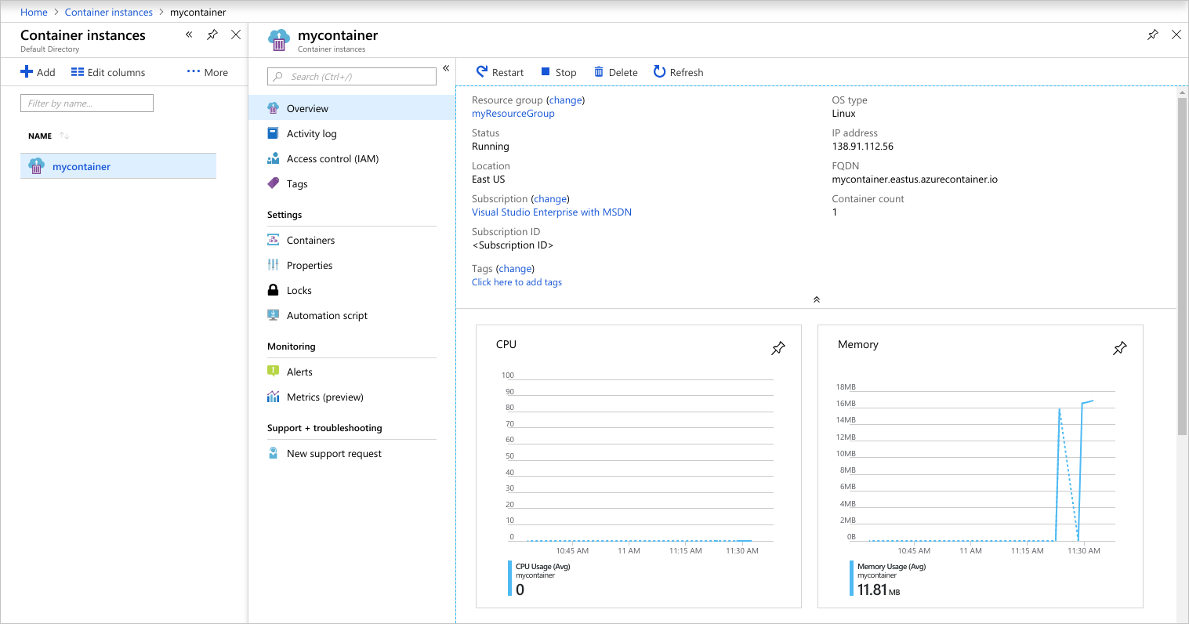 Home > Container instances > mycontainer
Container instances
Default Directory
Add Edit columns ··· More
Filter by name...
NAME ↑↓
mycontainer
mycontainer
Container instances
Search (Ctrl+/)
Overview
Activity log
Access control (IAM)
Tags
Settings
Containers
Properties
Locks
Automation script
Monitoring
Alerts
Metrics (preview)
Support + troubleshooting
New support request
Restart Stop Delete Refresh
Resource group (change)
myResourceGroup
Status
Running
Location
East US
Subscription (change)
Visual Studio Enterprise with MSDN
Subscription ID
<Subscription ID>
Tags (change)
Click here to add tags
OS type
Linux
IP address
138.91.112.56
FQDN
mycontainer.eastus.azurecontainer.io
Container count
1
CPU
100
90
80
70
60
50
40
30
20
10
0
10:45 AM 11 AM 11:15 AM 11:30 AM
CPU Usage (Avg)
mycontainer
0
Memory
18MB
16MB
14MB
12MB
10MB
8MB
6MB
4MB
2MB
0B
10:45 AM 11 AM 11:15 AM 11:30 AM
Memory Usage (Avg)
mycontainer
11.81 MB